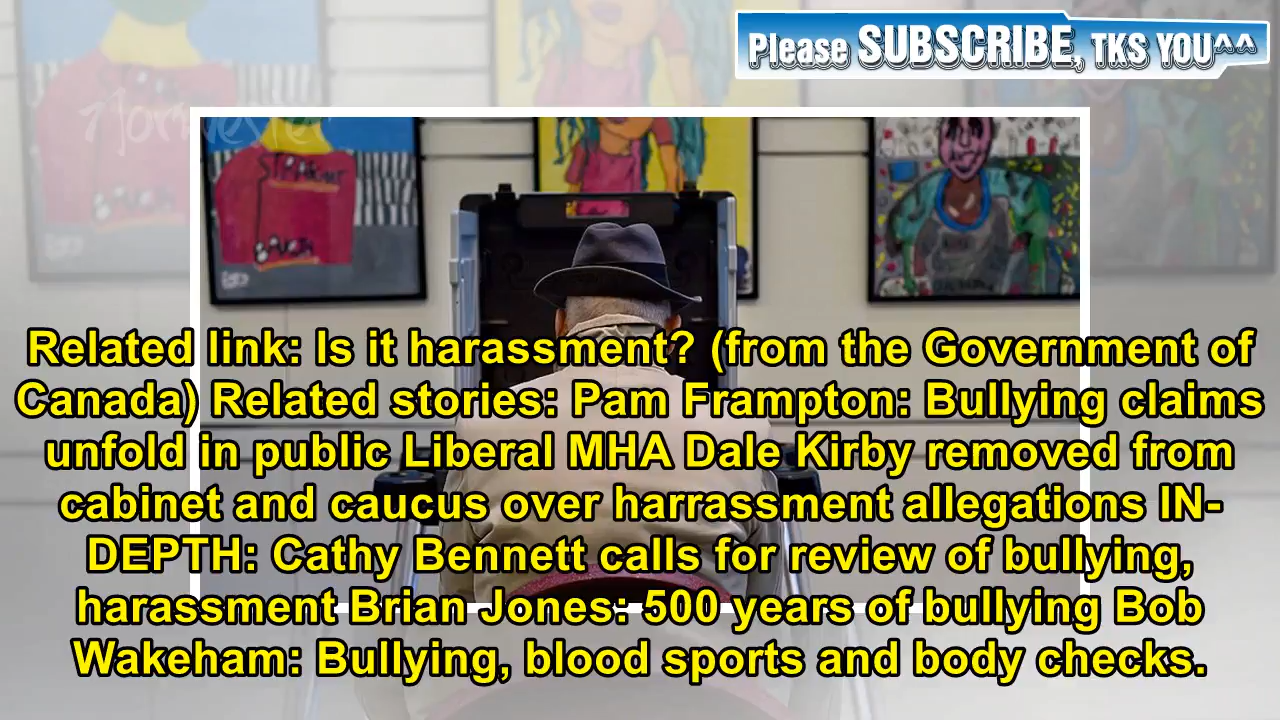 Please SUBSCRIBE, TKS YOU^^
Related link: Is it harassment? (from the Government of
Canada) Related stories: Pam Frampton: Bullying claims
unfold in public Liberal MHA Dale Kirby removed from
cabinet and caucus over harrassment allegations IN-
DEPTH: Cathy Bennett calls for review of bullying,
harassment Brian Jones: 500 years of bullying Bob
Wakeham: Bullying, blood sports and body checks.